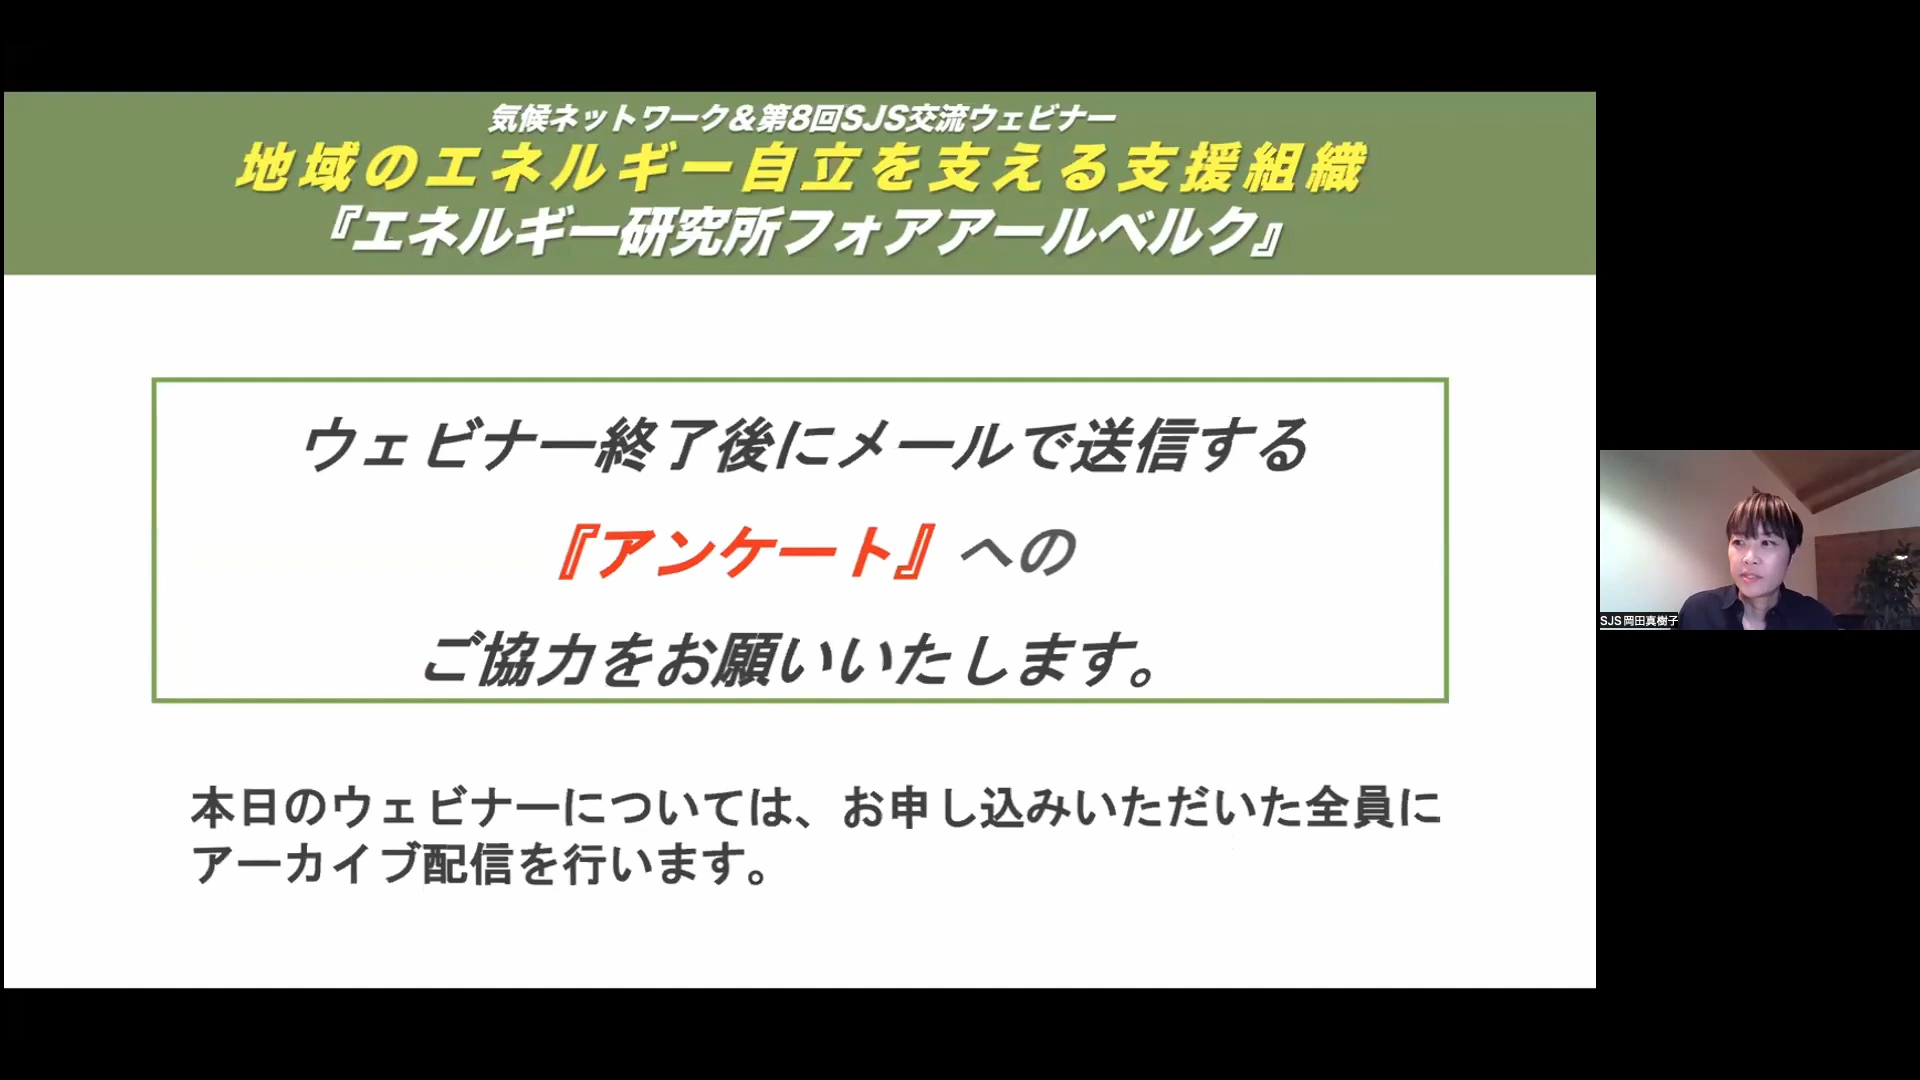 気候ネットワーク&第8回SJS交流ウェビナー
地域のエネルギー自立を支える支援組織
『エネルギー研究所フォアアールベルク』
ウェビナー終了後にメールで送信する
『アンケート』への
ご協力をお願いいたします。
本日のウェビナーについては、お申し込みいただいた全員に
アーカイブ配信を行います。
SJS 岡田真樹子